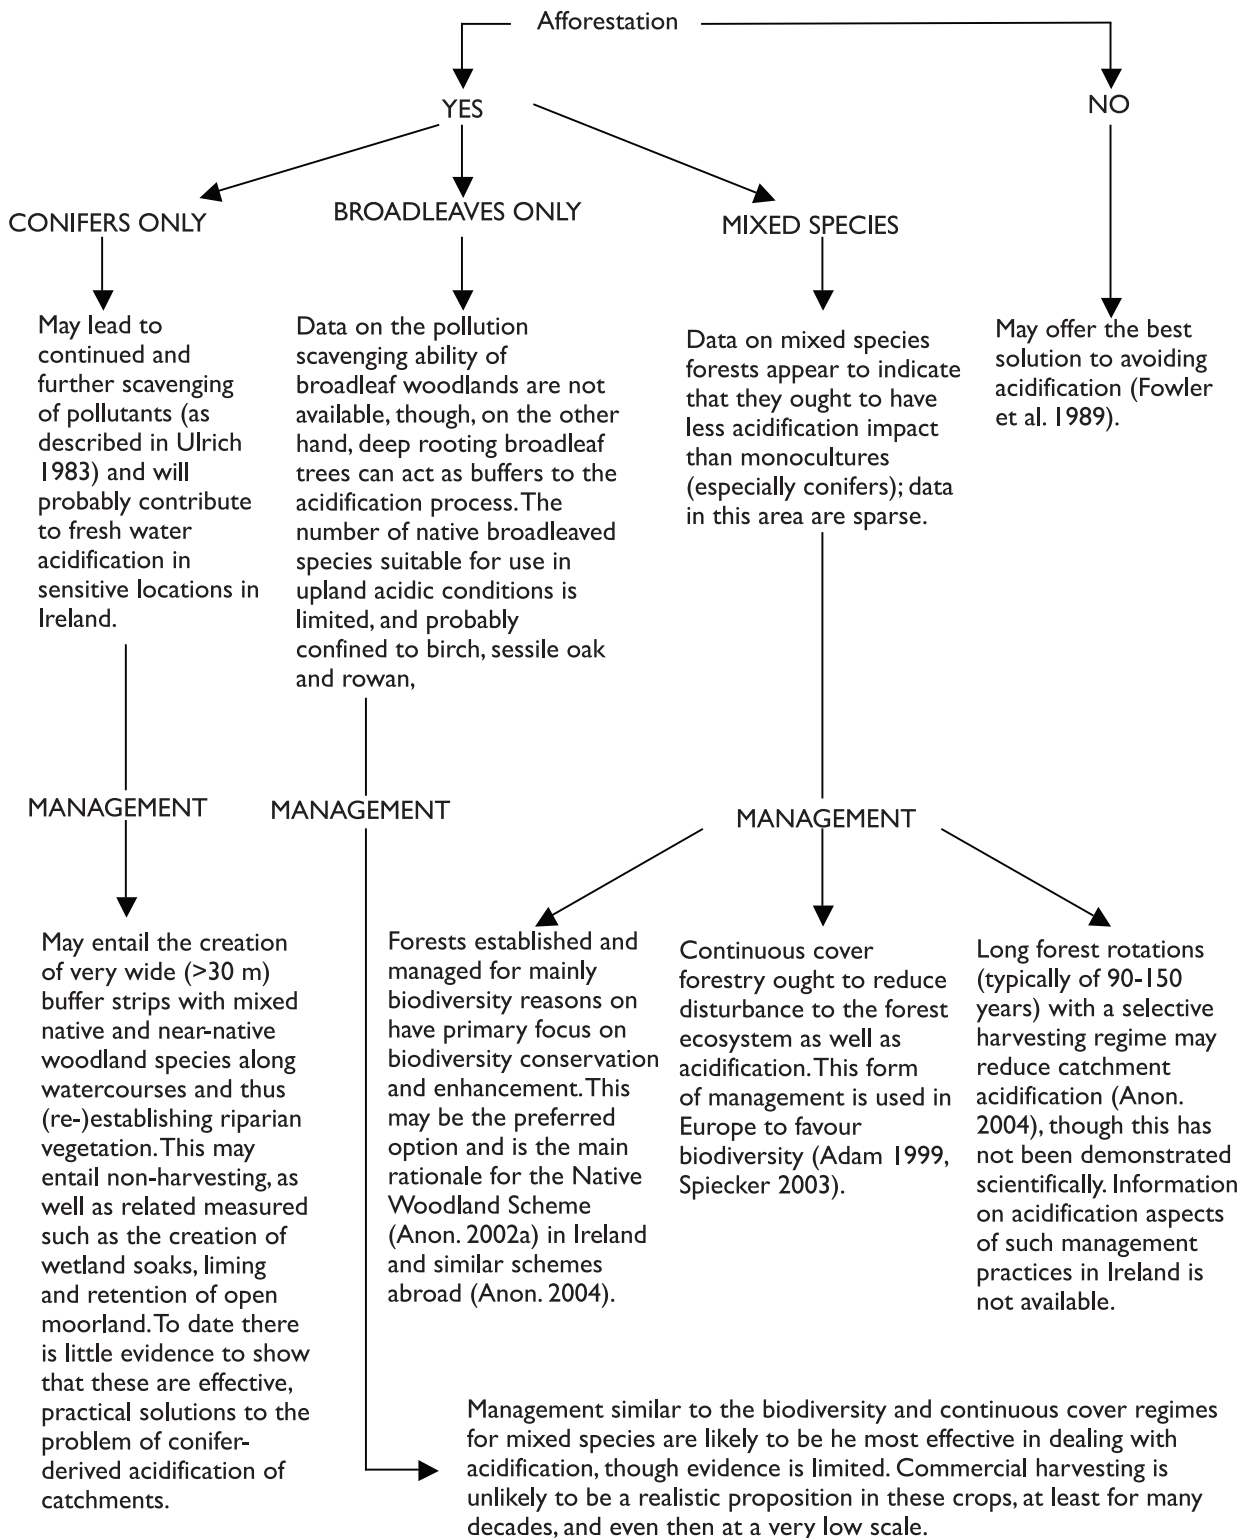 Afforestation
YES
NO
CONIFERS ONLY
BROADLEAVES ONLY
MIXED SPECIES
May lead to
continued and
further scavenging
of pollutants (as
described in Ulrich
1983) and will
probably contribute
to fresh water
acidification in
sensitive locations in
Ireland.
Data on the pollution
scavenging ability of
broadleaf woodlands are not
available, though, on the other
hand, deep rooting broadleaf
trees can act as buffers to the
acidification process. The
number of native broadleaved
species suitable for use in
upland acidic conditions is
limited, and probably
confined to birch, sessile oak
and rowan,
Data on mixed species
forests appear to indicate
that they ought to have
less acidification impact
than monocultures
(especially conifers); data
in this area are sparse.
May offer the best
solution to avoiding
acidification (Fowler
et al. 1989).
MANAGEMENT
MANAGEMENT
MANAGEMENT
May entail the creation
of very wide (>30 m)
buffer strips with mixed
native and near-native
woodland species along
watercourses and thus
(re-)establishing riparian
vegetation. This may
entail non-harvesting, as
well as related measured
such as the creation of
wetland soaks, liming
and retention of open
moorland. To date there
is little evidence to show
that these are effective,
practical solutions to the
problem of conifer-
derived acidification of
catchments.
Forests established and
managed for mainly
biodiversity reasons on
have primary focus on
biodiversity conservation
and enhancement. This
may be the preferred
option and is the main
rationale for the Native
Woodland Scheme
(Anon. 2002a) in Ireland
and similar schemes
abroad (Anon. 2004).
Continuous cover
forestry ought to reduce
disturbance to the forest
ecosystem as well as
acidification. This form
of management is used in
Europe to favour
biodiversity (Adam 1999,
Spiecker 2003).
Long forest rotations
(typically of 90-150
years) with a selective
harvesting regime may
reduce catchment
acidification (Anon.
2004), though this has
not been demonstrated
scientifically. Information
on acidification aspects
of such management
practices in Ireland is
not available.
Management similar to the biodiversity and continuous cover regimes
for mixed species are likely to be he most effective in dealing with
acidification, though evidence is limited. Commercial harvesting is
unlikely to be a realistic proposition in these crops, at least for many
decades, and even then at a very low scale.